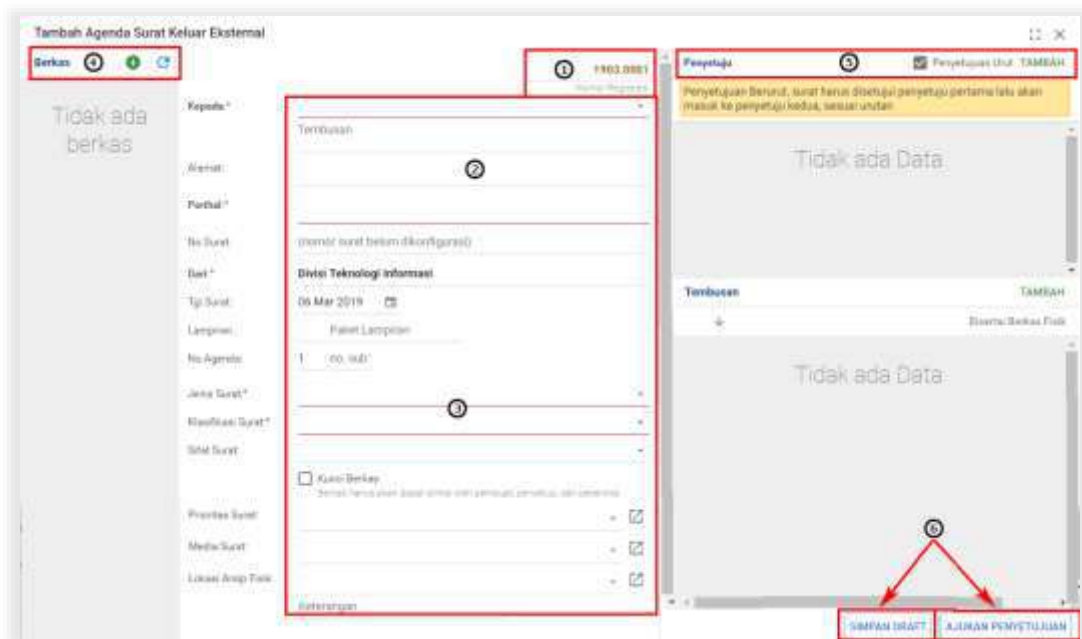 Tambah Agenda Surat Keluar Eksternal
Berkas 4
Tidak ada
berkas
1 1903.0001
Nomor Registrasi
Kepada *
Tembusan
2
Alamat
Perihal *
No Surat (nomor surat belum dikonfigurasi)
Dari * Divisi Teknologi Informasi
Tgl Surat 06 Mar 2019
Lampiran Paket Lampiran
No Agenda 1 no. sub
Jenis Surat *
3
Klasifikasi Surat *
Sifat Surat
Kunci Berkas
Prioritas Surat
Media Surat
Lokasi Arsip Fisik
Keterangan
Penyetuju 5 Penyetujuan Urut TAMBAH
Penyetujuan Berurut, surat harus disetujui penyetuju pertama lalu akan
masuk ke penyetuju kedua, sesuai urutan
Tidak ada Data
Tembusan TAMBAH
Disertai Berkas Fisik
Tidak ada Data
6
SIMPAN DRAFT AJUKAN PENYETUJUAN